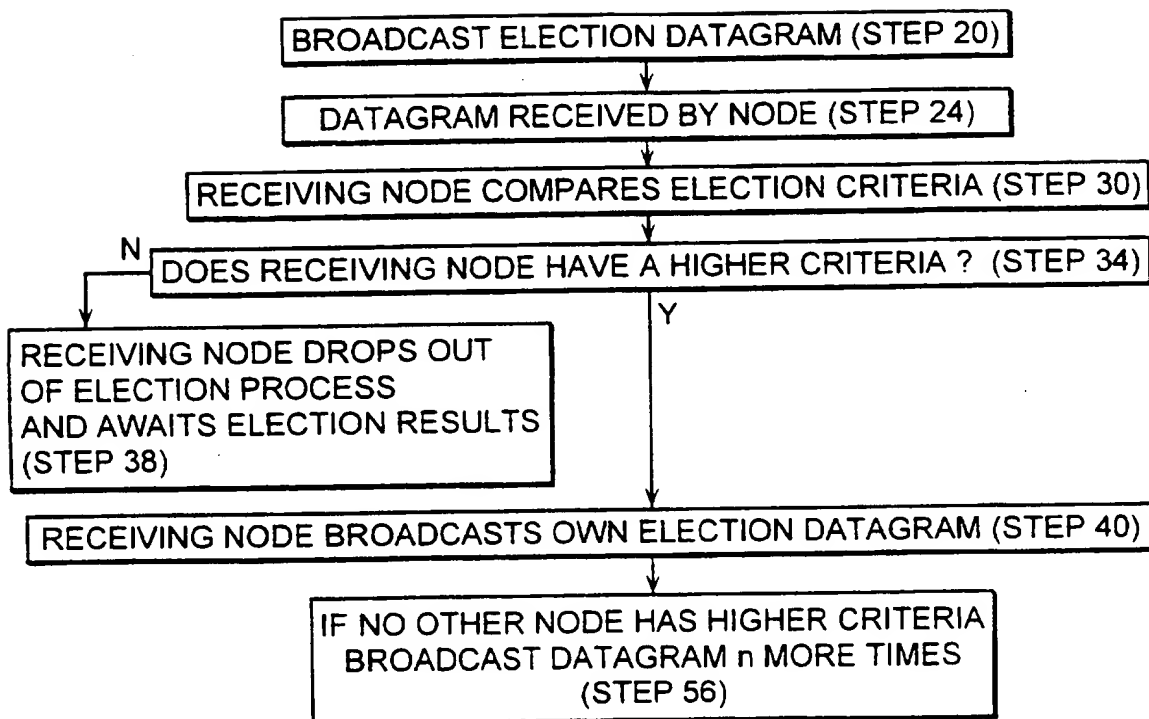 BROADCAST ELECTION DATAGRAM (STEP 20)
DATAGRAM RECEIVED BY NODE (STEP 24)
RECEIVING NODE COMPARES ELECTION CRITERIA (STEP 30)
N
DOES RECEIVING NODE HAVE A HIGHER CRITERIA ? (STEP 34)
Y
RECEIVING NODE DROPS OUT
OF ELECTION PROCESS
AND AWAITS ELECTION RESULTS
(STEP 38)
RECEIVING NODE BROADCASTS OWN ELECTION DATAGRAM (STEP 40)
IF NO OTHER NODE HAS HIGHER CRITERIA
BROADCAST DATAGRAM n MORE TIMES
(STEP 56)